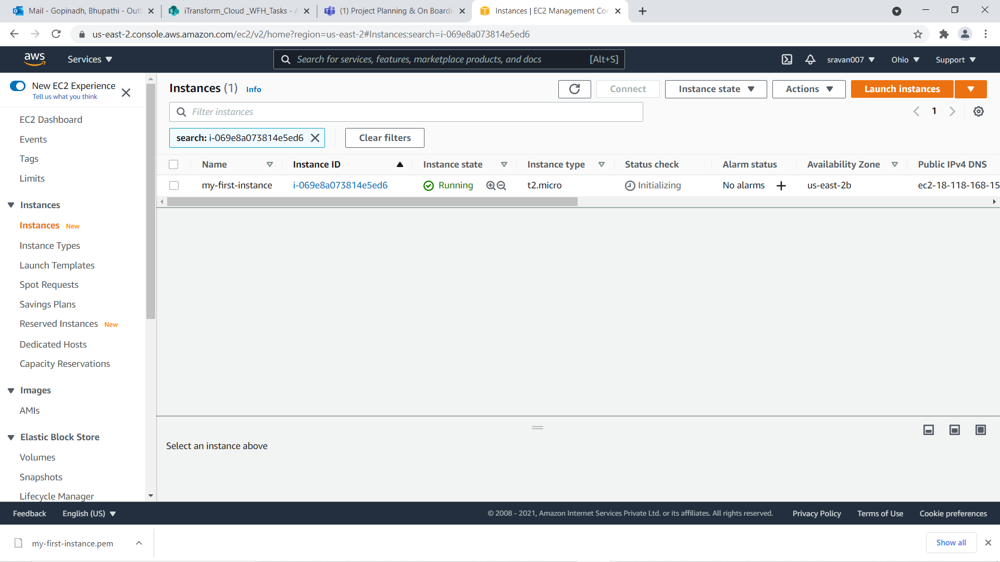 Mail - Gopinadh, Bhupathi - Outl
iTransform_Cloud _WFH_Tasks - A
(1) Project Planning & On Boardi
Instances | EC2 Management Con
us-east-2.console.aws.amazon.com/ec2/v2/home?region=us-east-2#Instances:search=i-069e8a073814e5ed6
aws
Services
Search for services, features, marketplace products, and docs [Alt+S]
sravan007
Ohio
Support
New EC2 Experience
Tell us what you think
EC2 Dashboard
Events
Tags
Limits
Instances
Instances New
Instance Types
Launch Templates
Spot Requests
Savings Plans
Reserved Instances New
Dedicated Hosts
Capacity Reservations
Images
AMIs
Elastic Block Store
Volumes
Snapshots
Lifecycle Manager
Instances (1) Info
Connect
Instance state
Actions
Launch instances
Filter instances
1
search: i-069e8a073814e5ed6
Clear filters
Name Instance ID Instance state Instance type Status check Alarm status Availability Zone Public IPv4 DNS
my-first-instance i-069e8a073814e5ed6 Running t2.micro Initializing No alarms us-east-2b ec2-18-118-168-15
Select an instance above
Feedback English (US) © 2008 - 2021, Amazon Internet Services Private Ltd. or its affiliates. All rights reserved. Privacy Policy Terms of Use Cookie preferences
my-first-instance.pem
Show all